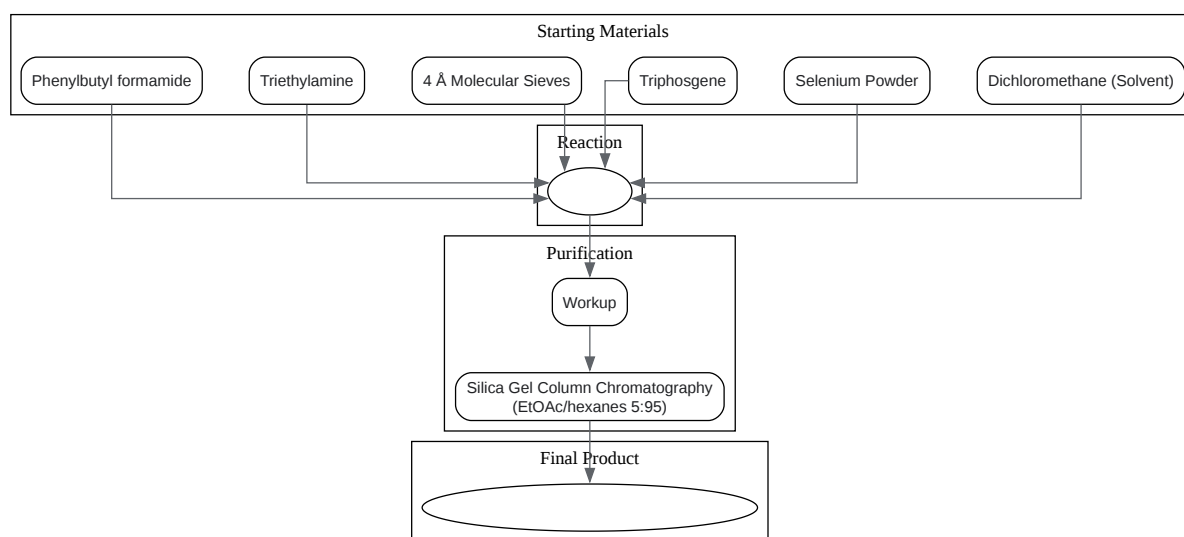 Starting Materials
Phenylbutyl formamide
Triethylamine
4 Å Molecular Sieves
Triphosgene
Selenium Powder
Dichloromethane (Solvent)
Reaction
Purification
Workup
Silica Gel Column Chromatography
(EtOAc/hexanes 5:95)
Final Product